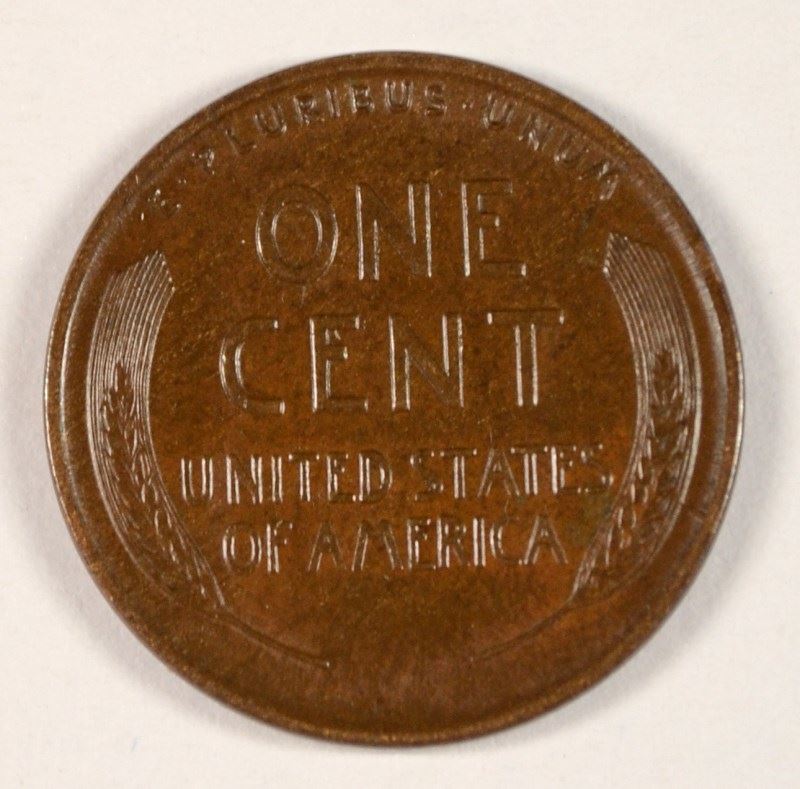 E·PLURIBUS·UNUM
ONE
CENT
UNITED STATES
OF AMERICA